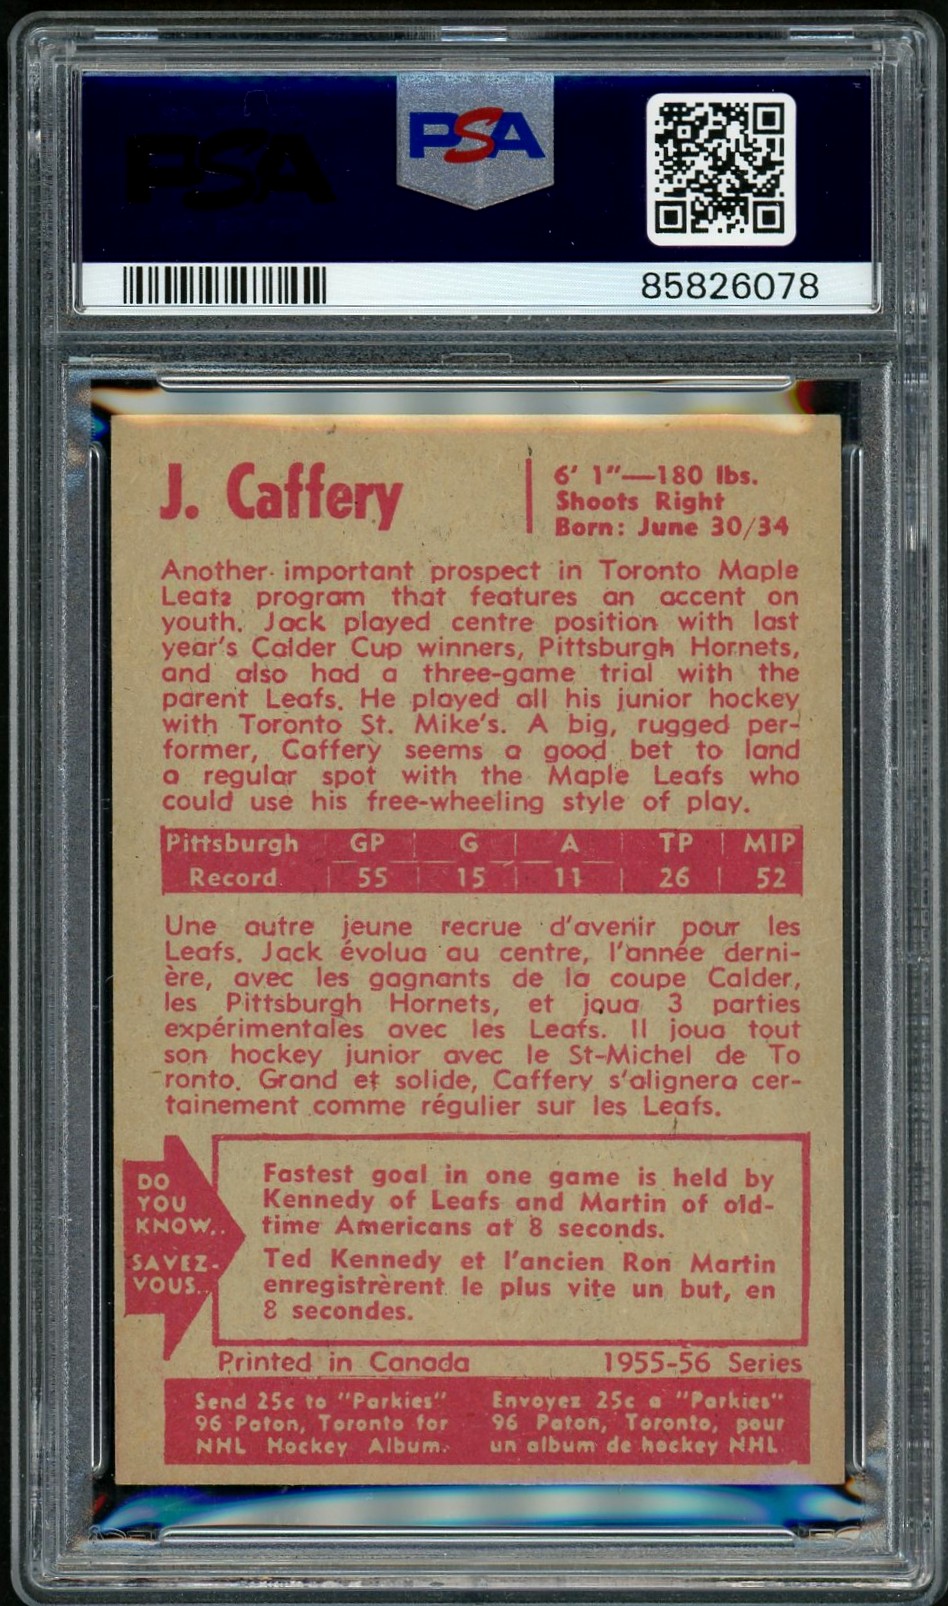 PSA
PSA
85826078
J. Caffery
6' 1"—180 lbs.
Shoots Right
Born: June 30/34
Another important prospect in Toronto Maple
Leafs program that features an accent on
youth. Jack played centre position with last
year's Calder Cup winners, Pittsburgh Hornets,
and also had a three-game trial with the
parent Leafs. He played all his junior hockey
with Toronto St. Mike's. A big, rugged per-
former, Caffery seems a good bet to land
a regular spot with the Maple Leafs who
could use his free-wheeling style of play.
Pittsburgh GP G A TP MIP
Record 55 15 11 26 52
Une autre jeune recrue d'avenir pour les
Leafs. Jack évolua au centre, l'année derni-
ère, avec les gagnants de la coupe Calder,
les Pittsburgh Hornets, et joua 3 parties
expérimentales avec les Leafs. Il joua tout
son hockey junior avec le St-Michel de To
ronto. Grand et solide, Caffery s'alignera cer-
tainement comme régulier sur les Leafs.
DO
YOU
KNOW..
SAVEZ-
VOUS..
Fastest goal in one game is held by
Kennedy of Leafs and Martin of old-
time Americans at 8 seconds.
Ted Kennedy et l'ancien Ron Martin
enregistrèrent le plus vite un but, en
8 secondes.
Printed in Canada 1955-56 Series
Send 25c to "Parkies"
96 Paton, Toronto for
NHL Hockey Album.
Envoyez 25c a "Parkies"
96 Paton, Toronto, pour
un album de hockey NHL